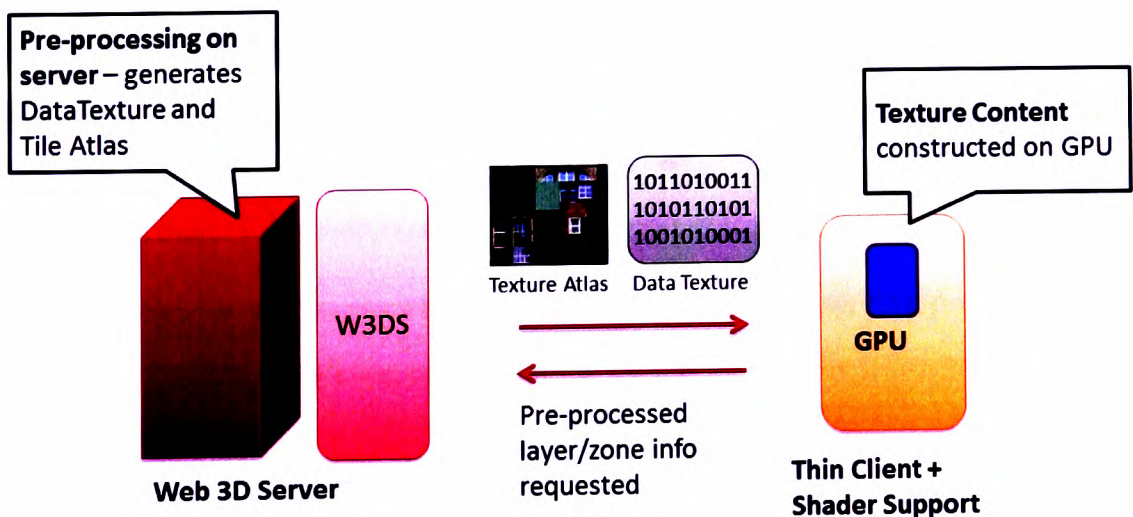 Pre-processing on
server – generates
DataTexture and
Tile Atlas
Texture Content
constructed on GPU
1011010011
1010110101
1001010001
Texture Atlas
Data Texture
W3DS
GPU
Pre-processed
layer/zone info
requested
Web 3D Server
Thin Client +
Shader Support